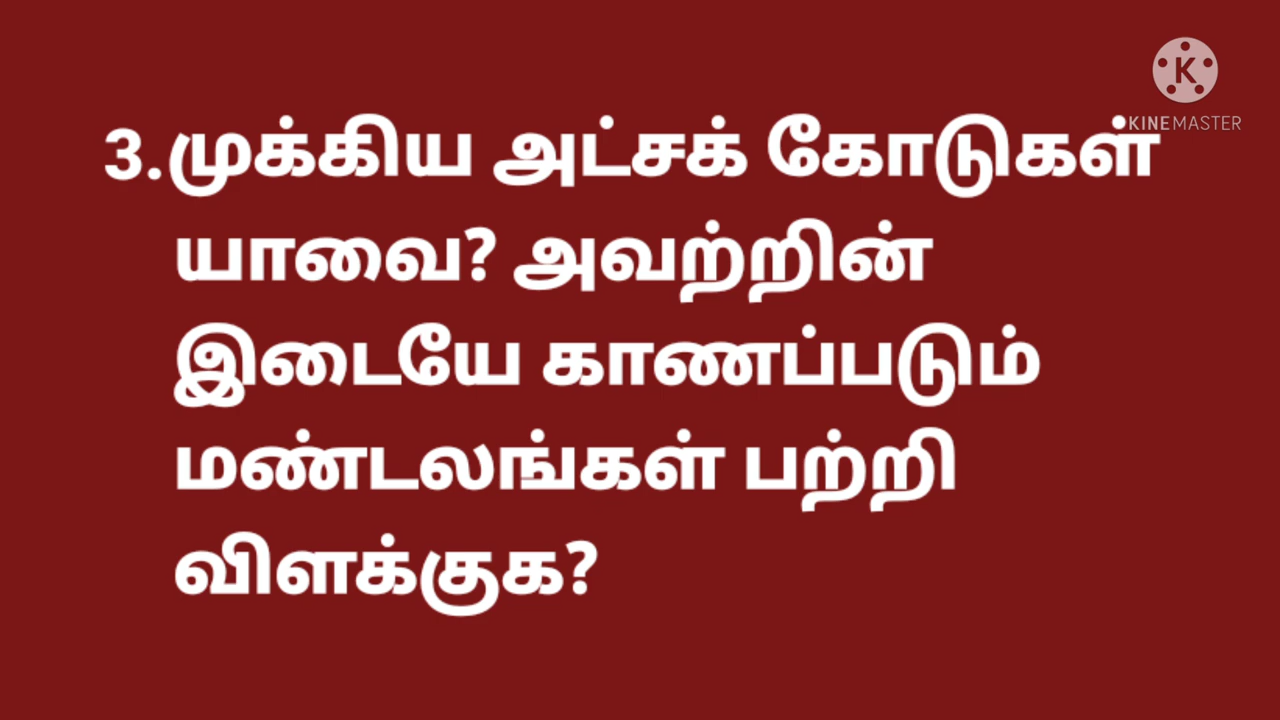 KINEMASTER
3.முக்கிய அட்சக் கோடுகள்
யாவை? அவற்றின்
இடையே காணப்படும்
மண்டலங்கள் பற்றி
விளக்குக?